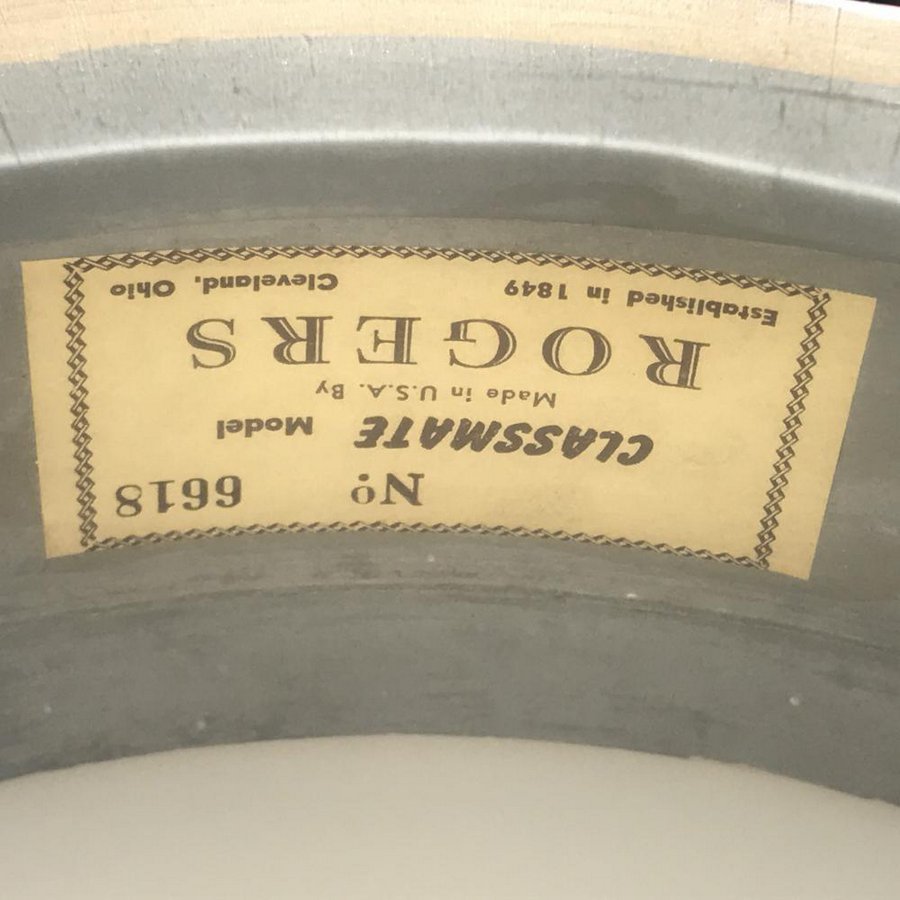 Nº 6618
CLASSMATE Model
Made in U.S.A. By
ROGERS
Established in 1849 Cleveland, Ohio